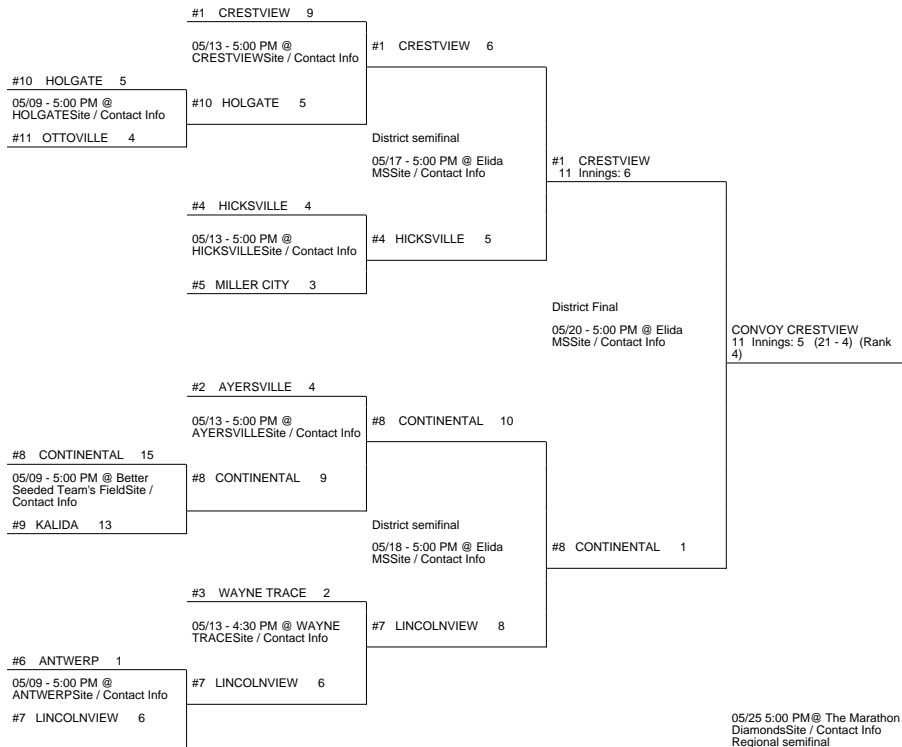 #1 CRESTVIEW 9
05/13 - 5:00 PM @
CRESTVIEWSite / Contact Info
#1 CRESTVIEW 6
#10 HOLGATE 5
05/09 - 5:00 PM @
HOLGATESite / Contact Info
#10 HOLGATE 5
#11 OTTOVILLE 4
District semifinal
05/17 - 5:00 PM @ Elida
MSSite / Contact Info
#1 CRESTVIEW
11 Innings: 6
#4 HICKSVILLE 4
05/13 - 5:00 PM @
HICKSVILLESite / Contact Info
#4 HICKSVILLE 5
#5 MILLER CITY 3
District Final
05/20 - 5:00 PM @ Elida
MSSite / Contact Info
CONVOY CRESTVIEW
11 Innings: 5 (21 - 4) (Rank
4)
#2 AYERSVILLE 4
05/13 - 5:00 PM @
AYERSVILLESite / Contact Info
#8 CONTINENTAL 10
#8 CONTINENTAL 15
05/09 - 5:00 PM @ Better
Seeded Team's FieldSite /
Contact Info
#8 CONTINENTAL 9
#9 KALIDA 13
District semifinal
05/18 - 5:00 PM @ Elida
MSSite / Contact Info
#8 CONTINENTAL 1
#3 WAYNE TRACE 2
05/13 - 4:30 PM @ WAYNE
TRACESite / Contact Info
#7 LINCOLNVIEW 8
#6 ANTWERP 1
05/09 - 5:00 PM @
ANTWERPSite / Contact Info
#7 LINCOLNVIEW 6
#7 LINCOLNVIEW 6
05/25 5:00 PM@ The Marathon
DiamondsSite / Contact Info
Regional semifinal